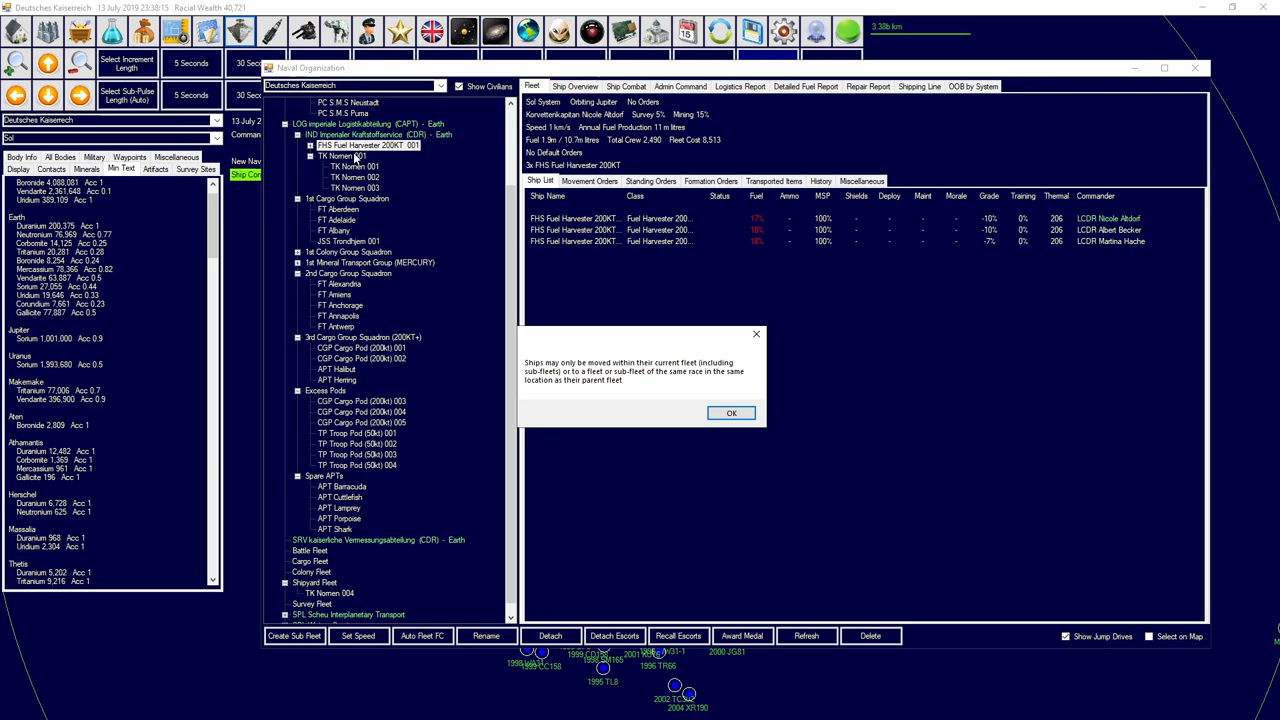 Deutsches Kaiserreich  13 July 2019 23:38:15  Racial Wealth 40,721
3.38b km
Select Increment Length
5 Seconds
30 Sec
Select Sub-Pulse Length (Auto)
5 Seconds
30 Sec
Deutsches Kaiserreich
Sol
13 July 2
Comman
New Nav
Ship Con
Body Info  All Bodies  Military  Waypoints  Miscellaneous
Display  Contacts  Minerals  Min Text  Artifacts  Survey Sites
Boronide 4,088,081  Acc 1
Vendarite 2,361,648  Acc 0.1
Uridium 389,109  Acc 1
Earth
Duranium 200,375  Acc 1
Neutronium 76,969  Acc 0.77
Corbomite 14,125  Acc 0.25
Tritanium 20,281  Acc 0.28
Boronide 8,254  Acc 0.24
Mercassium 78,366  Acc 0.82
Vendarite 63,887  Acc 0.5
Sorium 27,055  Acc 0.44
Uridium 19,646  Acc 0.33
Corundium 7,661  Acc 0.23
Gallicite 77,887  Acc 0.5
Jupiter
Sorium 1,001,000  Acc 0.9
Uranus
Sorium 1,993,680  Acc 0.5
Makemake
Tritanium 77,006  Acc 0.7
Vendarite 396,900  Acc 0.9
Aten
Boronide 2,809  Acc 1
Athamantis
Duranium 12,482  Acc 1
Corbomite 1,369  Acc 1
Mercassium 961  Acc 1
Gallicite 196  Acc 1
Herschel
Duranium 6,728  Acc 1
Neutronium 625  Acc 1
Massalia
Duranium 968  Acc 1
Uridium 2,304  Acc 1
Thetis
Duranium 5,202  Acc 1
Tritanium 9,216  Acc 1
Naval Organization
Deutsches Kaiserreich
Show Civilians
PC S.M.S Neustadt
PC S.M.S Puma
LOG imperiale Logistikabteilung (CAPT) - Earth
IND Imperialer Kraftstoffservice (CDR) - Earth
FHS Fuel Harvester 200KT  001
TK Nomen 001
TK Nomen 001
TK Nomen 002
TK Nomen 003
1st Cargo Group Squadron
FT Aberdeen
FT Adelaide
FT Albany
JSS Trondhjem 001
1st Colony Group Squadron
1st Mineral Transport Group (MERCURY)
2nd Cargo Group Squadron
FT Alexandria
FT Amiens
FT Anchorage
FT Annapolis
FT Antwerp
3rd Cargo Group Squadron (200KT+)
CGP Cargo Pod (200kt) 001
CGP Cargo Pod (200kt) 002
APT Halibut
APT Herring
Excess Pods
CGP Cargo Pod (200kt) 003
CGP Cargo Pod (200kt) 004
CGP Cargo Pod (200kt) 005
TP Troop Pod (50kt) 001
TP Troop Pod (50kt) 002
TP Troop Pod (50kt) 003
TP Troop Pod (50kt) 004
Spare APTs
APT Barracuda
APT Cuttlefish
APT Lamprey
APT Porpoise
APT Shark
SRV kaiserliche Vermessungsabteilung (CDR) - Earth
Battle Fleet
Cargo Fleet
Colony Fleet
Shipyard Fleet
TK Nomen 004
Survey Fleet
SPL Scheu Interplanetary Transport
Fleet  Ship Overview  Ship Combat  Admin Command  Logistics Report  Detailed Fuel Report  Repair Report  Shipping Line  OOB by System
Sol System  Orbiting Jupiter  No Orders
Korvettenkapitan Nicole Altdorf  Survey 5%  Mining 15%
Speed 1 km/s  Annual Fuel Production 11 m litres
Fuel 1.9m / 10.7m litres  Total Crew 2,490  Fleet Cost 8,513
No Default Orders
3x FHS Fuel Harvester 200KT
Ship List  Movement Orders  Standing Orders  Formation Orders  Transported Items  History  Miscellaneous
Ship Name  Class  Status  Fuel  Ammo  MSP  Shields  Deploy  Maint  Morale  Grade  Training  Thermal  Commander
FHS Fuel Harvester 200KT...  Fuel Harvester 200...  17%  -  100%  -  -  -  -  -10%  0%  206  LCDR Nicole Altdorf
FHS Fuel Harvester 200KT...  Fuel Harvester 200...  18%  -  100%  -  -  -  -  -10%  0%  206  LCDR Albert Becker
FHS Fuel Harvester 200KT...  Fuel Harvester 200...  18%  -  100%  -  -  -  -  -7%  0%  206  LCDR Martina Hache
Ships may only be moved within their current fleet (including
sub-fleets) or to a fleet or sub-fleet of the same race in the same
location as their parent fleet
OK
Create Sub Fleet  Set Speed  Auto Fleet FC  Rename  Detach  Detach Escorts  Recall Escorts  Award Medal  Refresh  Delete
Show Jump Drives  Select on Map
2000 JG81
1999 CC158
1996 TR66
1995 TL8
2004 XR190